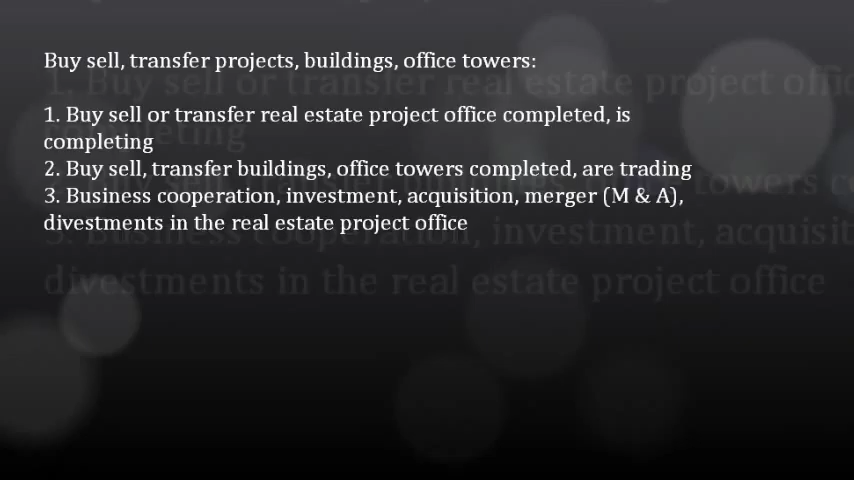 Buy sell, transfer projects, buildings, office towers:
1. Buy sell or transfer real estate project office completed, is
completing
2. Buy sell, transfer buildings, office towers completed, are trading
3. Business cooperation, investment, acquisition, merger (M & A),
divestments in the real estate project office